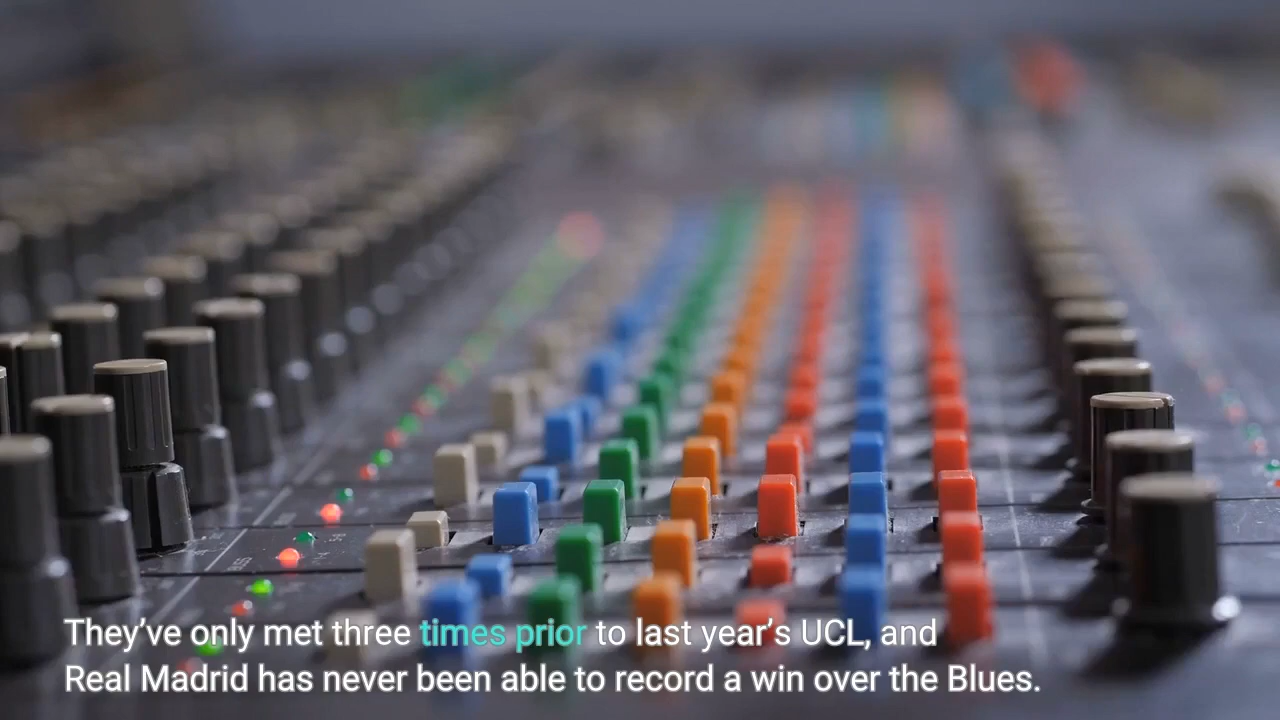 They’ve only met three times prior to last year’s UCL, and
Real Madrid has never been able to record a win over the Blues.